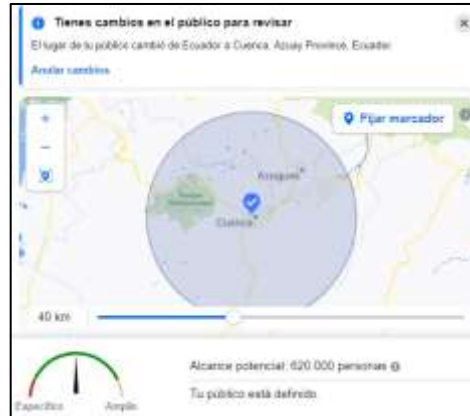 Tienes cambios en el público para revisar
El lugar de tu público cambió de Ecuador a Cuenca, Azuay Province, Ecuador.
Anular cambios
Fijar marcador
Azogues
Cuenca
40 km
Alcance potencial: 620 000 personas
Tu público está definido.
Específico
Amplio